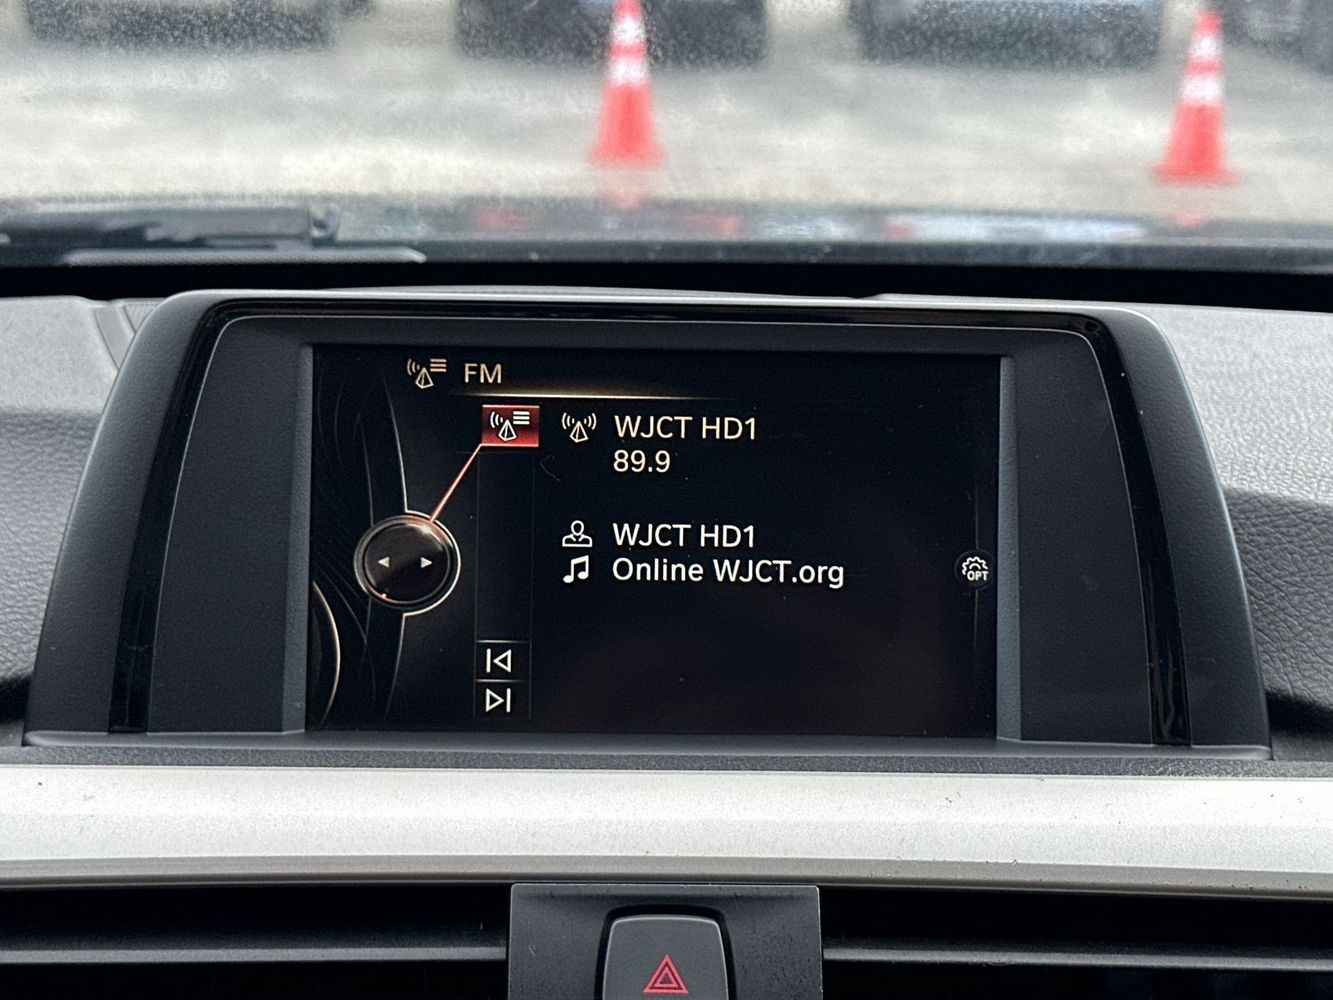 FM
WJCT HD1
89.9
WJCT HD1
Online WJCT.org
OPT